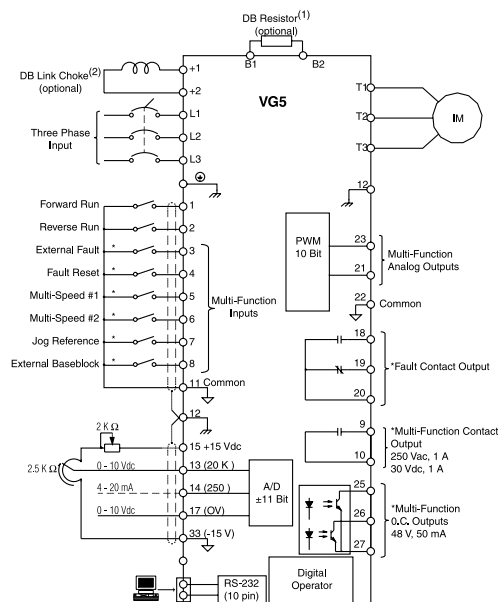 DB Resistor(1)
(optional)
B1
B2
DB Link Choke(2)
(optional)
+1
+2
VG5
T1
T2
T3
IM
L1
L2
L3
Three Phase
Input
12
Forward Run
1
Reverse Run
2
External Fault
*
3
Fault Reset
*
4
Multi-Speed #1
*
5
Multi-Speed #2
*
6
Jog Reference
*
7
External Baseblock
*
8
Multi-Function
Inputs
11 Common
12
PWM
10 Bit
23
21
Multi-Function
Analog Outputs
22
Common
18
19
20
*Fault Contact Output
9
10
*Multi-Function Contact
Output
250 Vac, 1 A
30 Vdc, 1 A
2 K Ω
2.5 K Ω
15 +15 Vdc
0 - 10 Vdc
13 (20 K )
4 - 20 mA
14 (250 )
0 - 10 Vdc
17 (OV)
33 (-15 V)
A/D
±11 Bit
25
26
27
*Multi-Function
O.C. Outputs
48 V, 50 mA
RS-232
(10 pin)
Digital
Operator